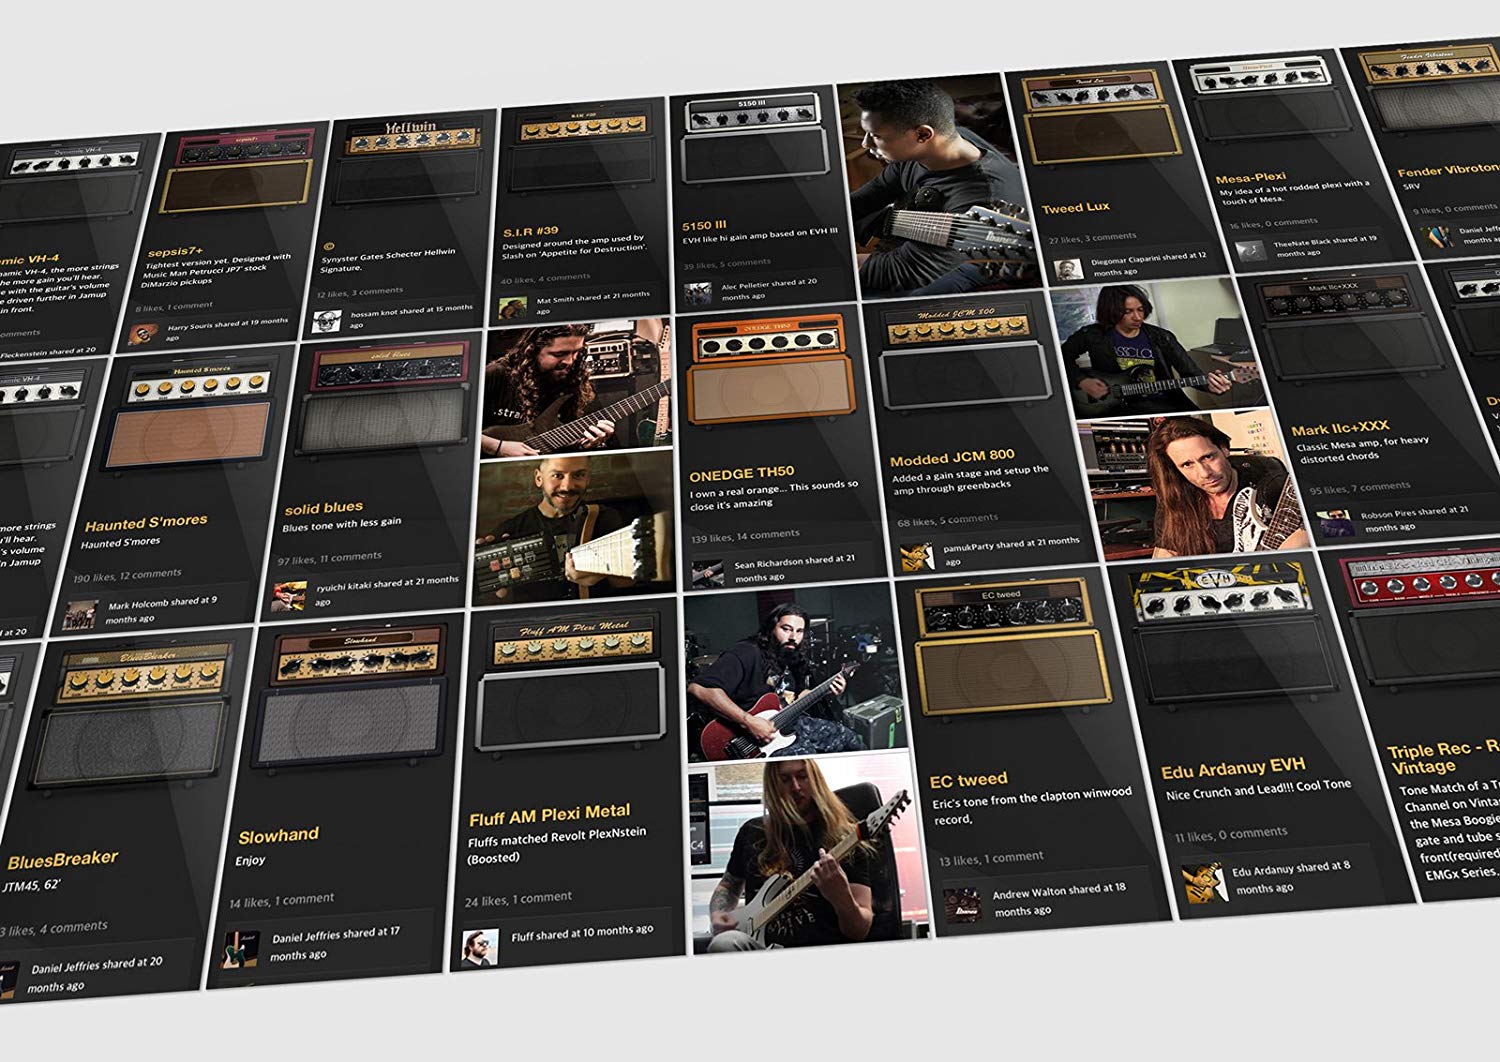 Dynamic VH-4
amic VH-4
namic VH-4, the more strings
he more gain you'll hear.
e with the guitar's volume
e driven further in Jamup
in front.
omments
Fleckenstein shared at 20
sepsis7+
sepsis7+
Tightest version yet. Designed with
Music Man Petrucci JP7' stock
DiMarzio pickups
8 likes, 1 comment
Harry Souris shared at 19 months
ago
Hellwin
©
Synyster Gates Schecter Hellwin
Signature.
12 likes, 3 comments
hossam knot shared at 15 months
ago
S.I.R #39
S.I.R #39
Designed around the amp used by
Slash on 'Appetite for Destruction'.
40 likes, 4 comments
Mat Smith shared at 21 months
ago
5150 III
5150 III
EVH like hi gain amp based on EVH III
39 likes, 5 comments
Alec Pelletier shared at 20
months ago
Ibanez
Tweed Lux
Tweed Lux
27 likes, 3 comments
Diegomar Ciaparini shared at 12
months ago
Mesa-Plexi
My idea of a hot rodded plexi with a
touch of Mesa.
16 likes, 0 comments
TheeNate Black shared at 19
months ago
Fender Vibrotone
Fender Vibroton
SRV
9 likes, 0 comments
Daniel Jeff
months ag
amic VH-4
more strings
u'll hear.
's volume
in Jamup
d at 20
Haunted S'mores
Haunted S'mores
Haunted S'mores
190 likes, 12 comments
Mark Holcomb shared at 9
months ago
solid blues
solid blues
Blues tone with less gain
97 likes, 11 comments
ryuichi kitaki shared at 21 months
ago
.stra
ONEDGE TH50
ONEDGE TH50
I own a real orange... This sounds so
close it's amazing
139 likes, 14 comments
Sean Richardson shared at 21
months ago
Modded JCM 800
Modded JCM 800
Added a gain stage and setup the
amp through greenbacks
68 likes, 5 comments
pamukParty shared at 21 months
ago
Mark IIc+XXX
Mark IIc+XXX
Classic Mesa amp, for heavy
distorted chords
95 likes, 7 comments
Robson Pires shared at 21
months ago
BluesBreaker
BluesBreaker
JTM45, 62'
3 likes, 4 comments
Daniel Jeffries shared at 20
months ago
Slowhand
Slowhand
Enjoy
14 likes, 1 comment
Daniel Jeffries shared at 17
months ago
Fluff AM Plexi Metal
Fluff AM Plexi Metal
Fluffs matched Revolt PlexNstein
(Boosted)
24 likes, 1 comment
Fluff shared at 10 months ago
EC tweed
EC tweed
Eric's tone from the clapton winwood
record,
13 likes, 1 comment
Andrew Walton shared at 18
months ago
EVH
Edu Ardanuy EVH
Nice Crunch and Lead!!! Cool Tone
11 likes, 0 comments
Edu Ardanuy shared at 8
months ago
Triple Rec - R
Vintage
Tone Match of a T
Channel on Vinta
the Mesa Boogie
gate and tube s
front(required)
EMGx Series.